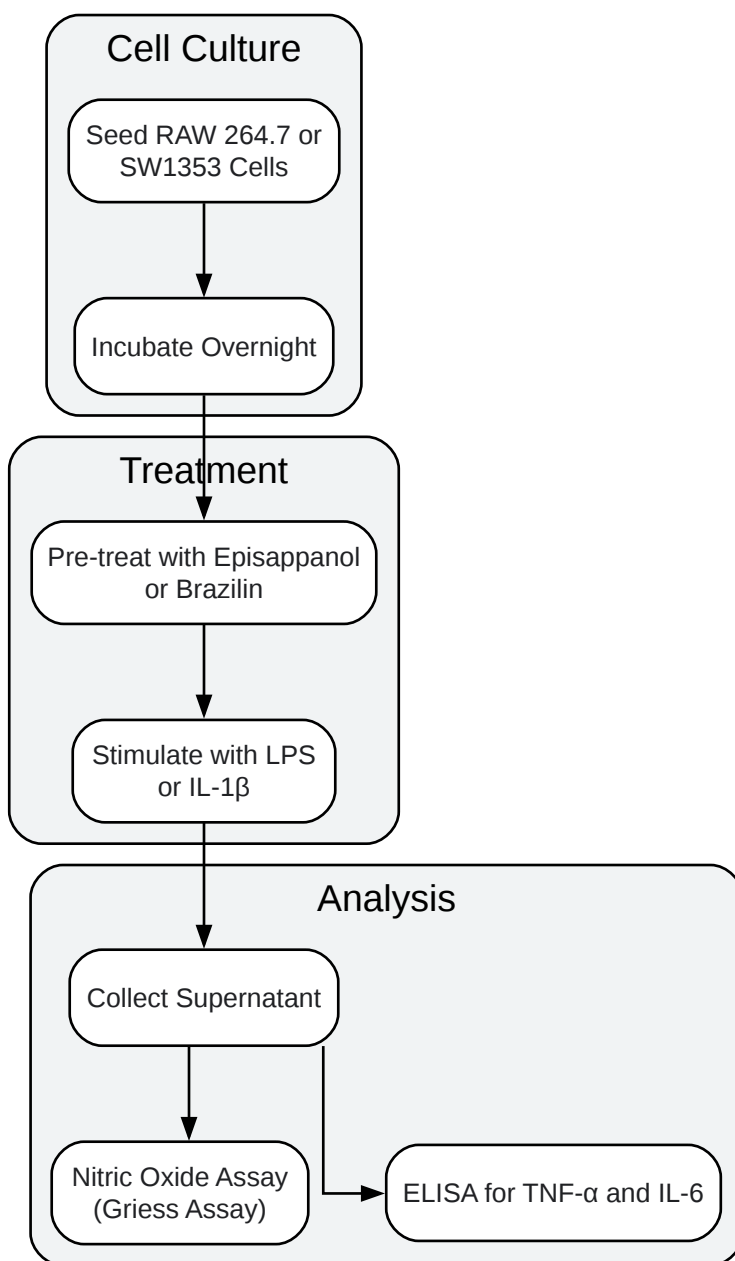 Cell Culture
Seed RAW 264.7 or
SW1353 Cells
Incubate Overnight
Treatment
Pre-treat with Episappanol
or Brazilin
Stimulate with LPS
or IL-1β
Analysis
Collect Supernatant
Nitric Oxide Assay
(Griess Assay)
ELISA for TNF-α and IL-6